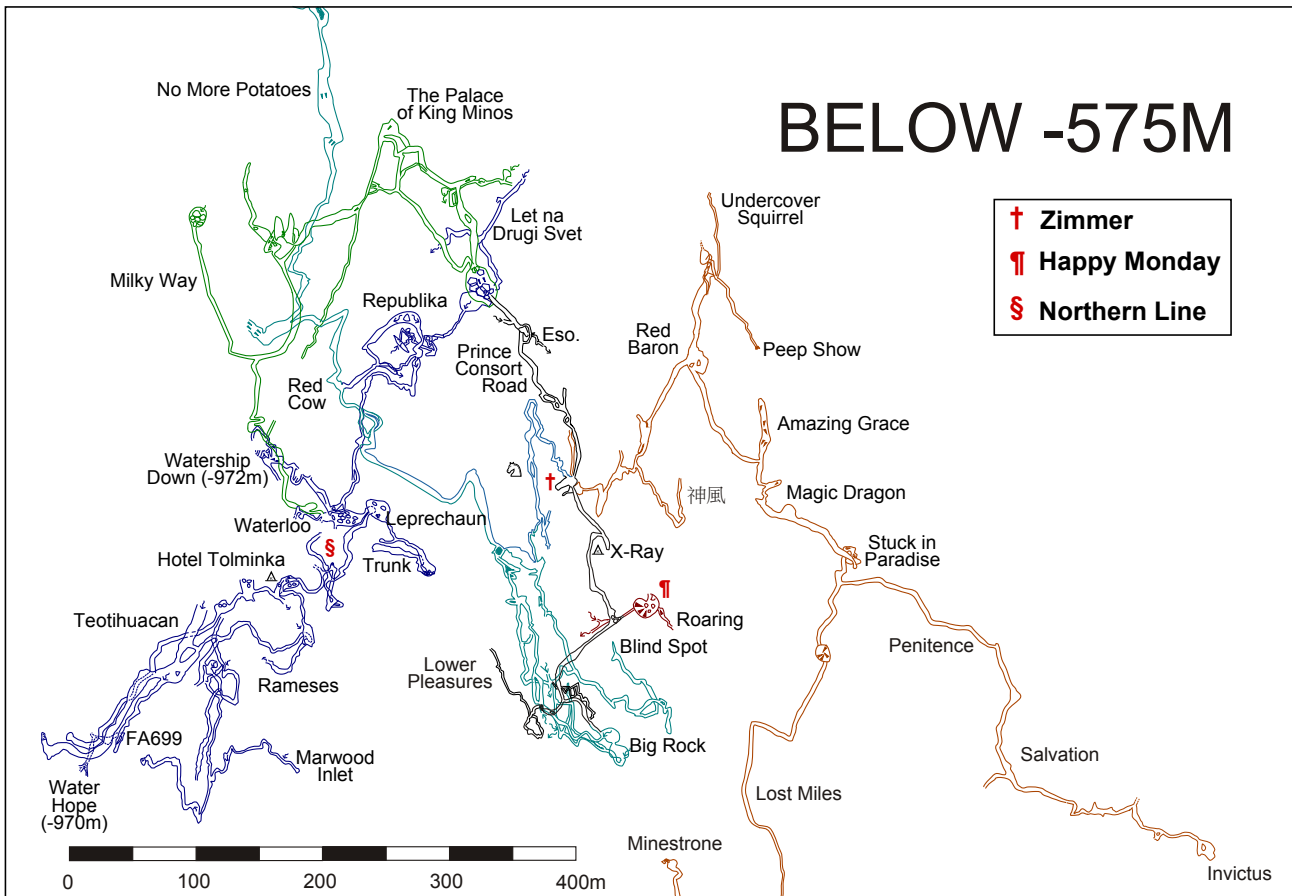 BELOW -575M
† Zimmer
¶ Happy Monday
§ Northern Line
No More Potatoes
The Palace
of King Minos
Undercover
Squirrel
Let na
Drugi Svet
Milky Way
Republika
Eso.
Red
Baron
Peep Show
Prince
Consort
Road
Red
Cow
Amazing Grace
Watership
Down (-972m)
†
神風
Magic Dragon
Waterloo
Leprechaun
§
Hotel Tolminka
Trunk
X-Ray
Stuck in
Paradise
¶
Teotihuacan
Roaring
Blind Spot
Penitence
Lower
Pleasures
Rameses
FA699
Marwood
Inlet
Big Rock
Salvation
Water
Hope
(-970m)
Lost Miles
Minestrone
Invictus
0 100 200 300 400m